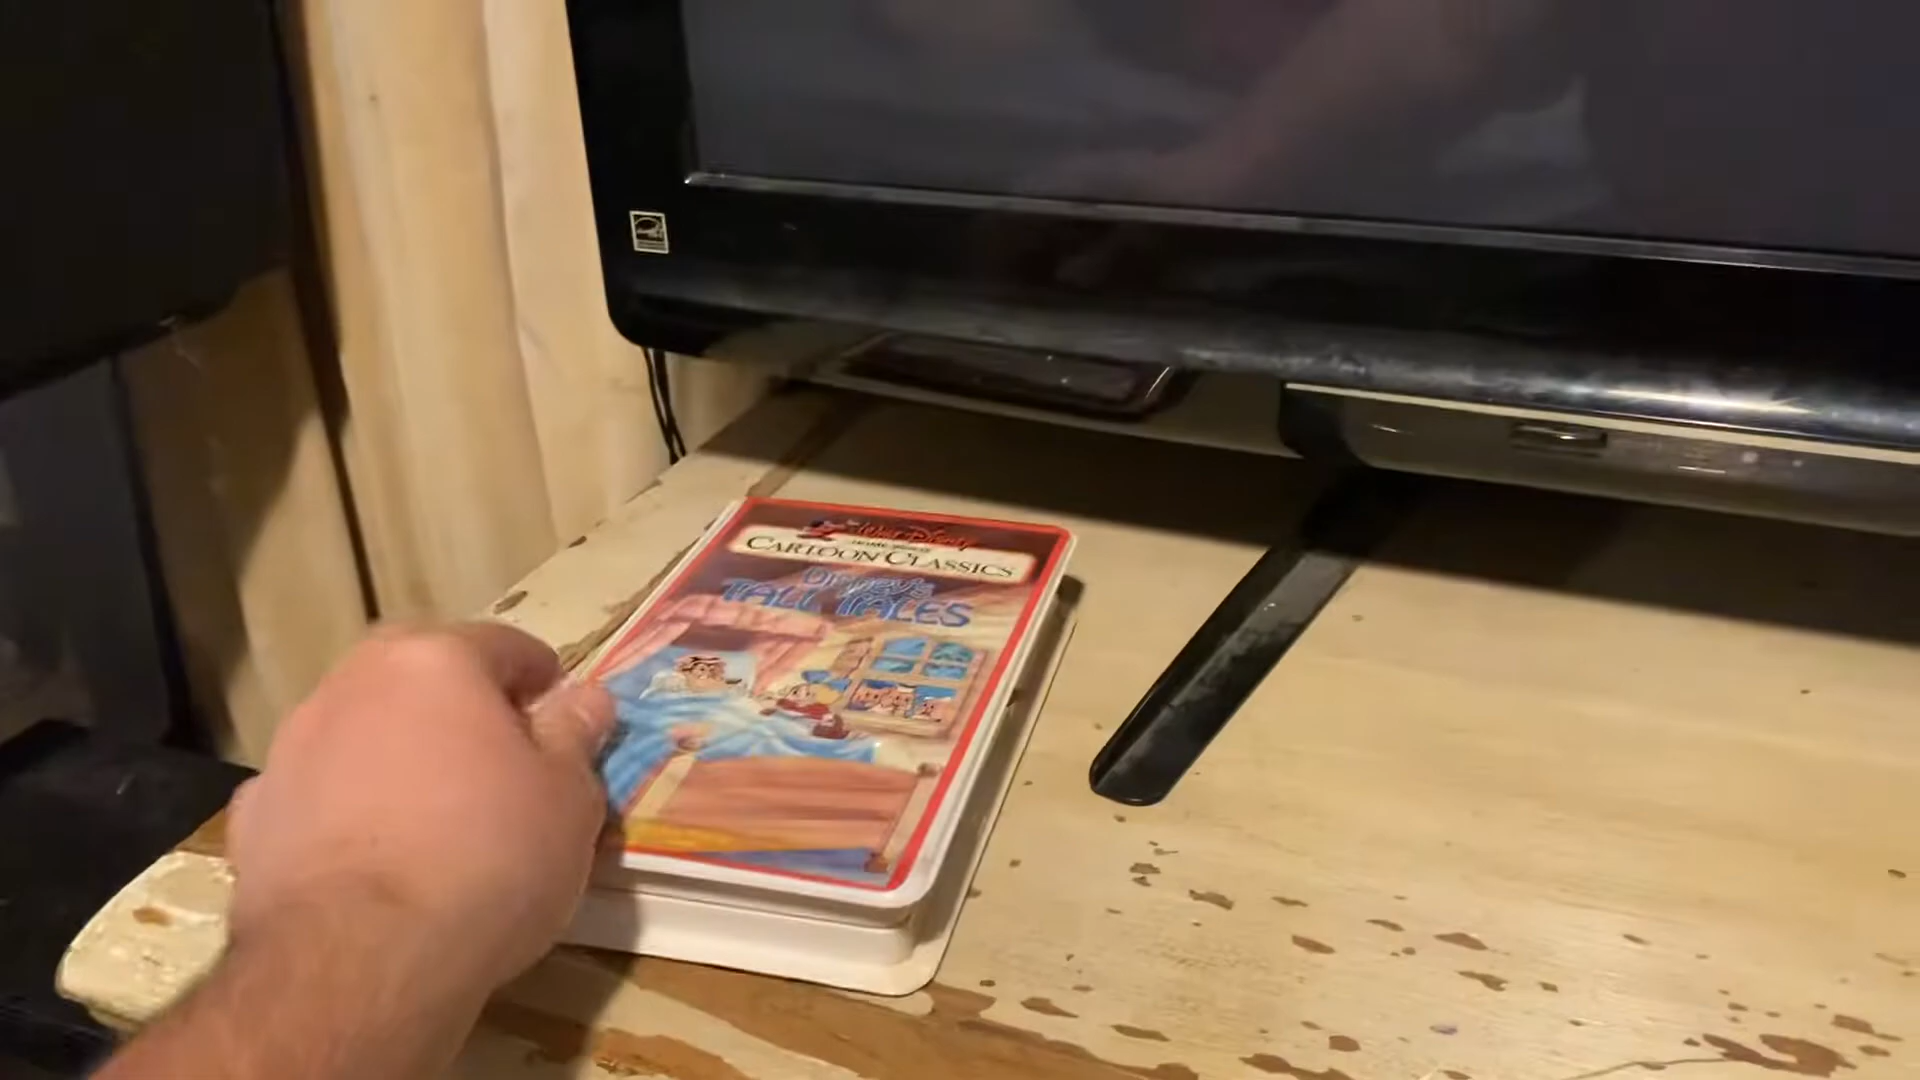 Walt Disney
HOME VIDEO
CARTOON CLASSICS
Disney's
TALL TALES